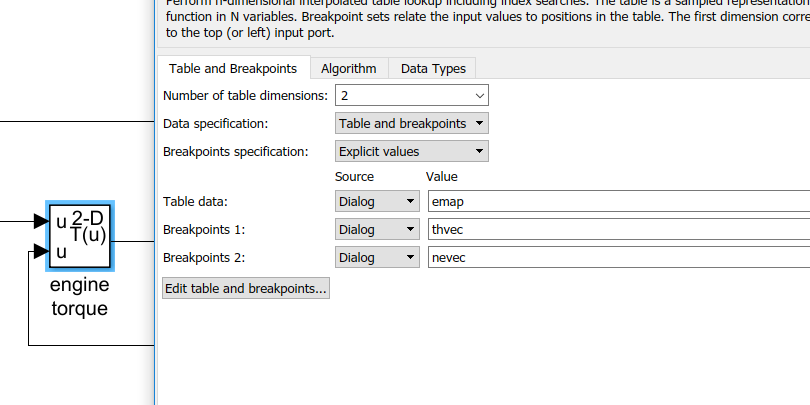 Perform n-dimensional interpolated table lookup including index searches. The table is a sampled representation
function in N variables. Breakpoint sets relate the input values to positions in the table. The first dimension corre
to the top (or left) input port.
Table and Breakpoints Algorithm Data Types
Number of table dimensions: 2
Data specification: Table and breakpoints
Breakpoints specification: Explicit values
Source Value
Table data: Dialog emap
Breakpoints 1: Dialog thvec
Breakpoints 2: Dialog nevec
Edit table and breakpoints...
u 2-D
T(u)
u
engine
torque